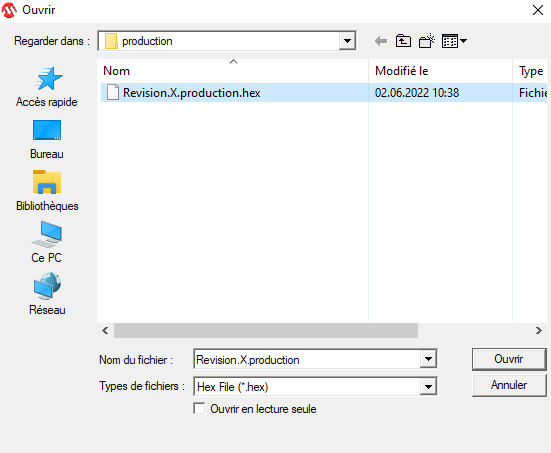 Ouvrir
Regarder dans :
production
Nom
Modifié le
Type
Revision.X.production.hex
02.06.2022 10:38
Fichie
Accès rapide
Bureau
Bibliothèques
Ce PC
Réseau
Nom du fichier :
Revision.X.production
Ouvrir
Types de fichiers :
Hex File (*.hex)
Annuler
Ouvrir en lecture seule